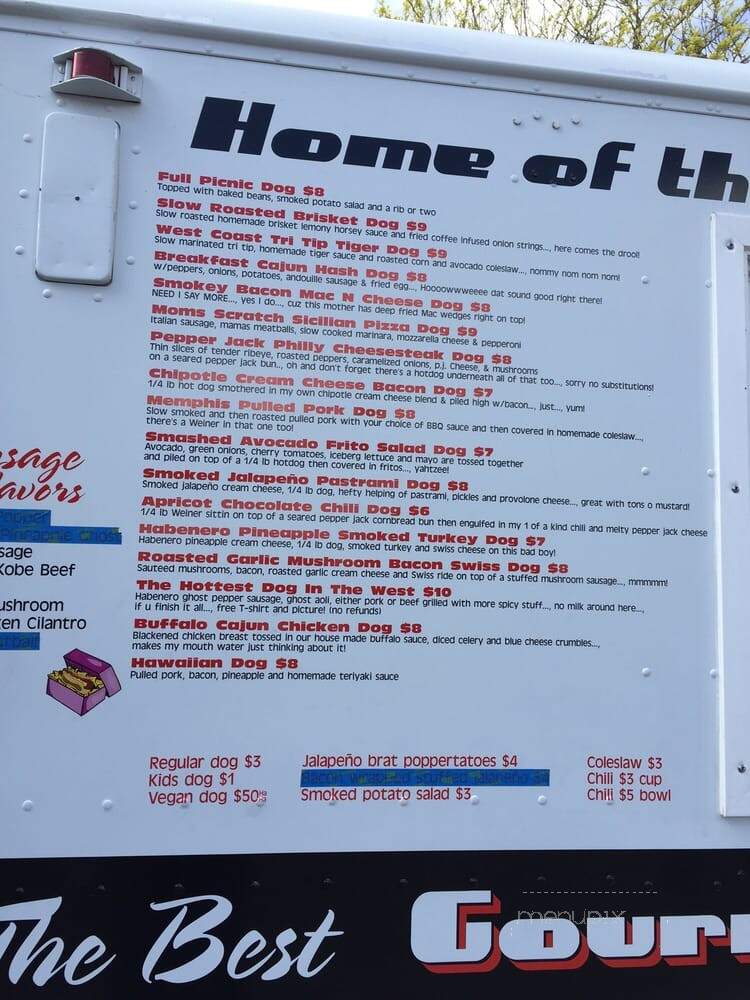 Home of th
Full Picnic Dog $8
Topped with baked beans, smoked potato salad and a rib or two
Slow Roasted Brisket Dog $9
Slow roasted homemade brisket lemony horsey sauce and fried coffee infused onion strings..., here comes the drool!
West Coast Tri Tip Tiger Dog $9
Slow marinated tri tip, homemade tiger sauce and roasted corn and avocado coleslaw..., nommy nom nom nom!
Breakfast Cajun Hash Dog $8
w/peppers, onions, potatoes, andouille sausage & fried egg..., Hoooowwweeee dat sound good right there!
Smokey Bacon Mac N Cheese Dog $8
NEED I SAY MORE..., yes I do..., cuz this mother has deep fried Mac wedges right on top!
Moms Scratch Sicilian Pizza Dog $9
Italian sausage, mamas meatballs, slow cooked marinara, mozzarella cheese & pepperoni
Pepper Jack Philly Cheesesteak Dog $8
Thin slices of tender ribeye, roasted peppers, caramelized onions, p.j. Cheese, & mushrooms
on a seared pepper jack bun.., oh and don't forget there's a hotdog underneath all of that too..., sorry no substitutions!
Chipotle Cream Cheese Bacon Dog $7
1/4 lb hot dog smothered in my own chipotle cream cheese blend & piled high w/bacon..., just..., yum!
Memphis Pulled Pork Dog $8
Slow smoked and then roasted pulled pork with your choice of BBQ sauce and then covered in homemade coleslaw...,
there's a Weiner in that one too!
Smashed Avocado Frito Salad Dog $7
Avocado, green onions, cherry tomatoes, iceberg lettuce and mayo are tossed together
and piled on top of a 1/4 lb hotdog then covered in fritos..., yahtzee!
Smoked Jalapeño Pastrami Dog $8
Smoked jalapeño cream cheese, 1/4 lb dog, hefty helping of pastrami, pickles and provolone cheese..., great with tons o mustard!
Apricot Chocolate Chili Dog $6
1/4 lb Weiner sittin on top of a seared pepper jack cornbread bun then engulfed in my 1 of a kind chili and melty pepper jack cheese
Habenero Pineapple Smoked Turkey Dog $7
Habenero pineapple cream cheese, 1/4 lb dog, smoked turkey and swiss cheese on this bad boy!
Roasted Garlic Mushroom Bacon Swiss Dog $8
Sauteed mushrooms, bacon, roasted garlic cream cheese and Swiss ride on top of a stuffed mushroom sausage..., mmmmm!
The Hottest Dog In The West $10
Habenero ghost pepper sausage, ghost aoli, either pork or beef grilled with more spicy stuff..., no milk around here...,
if u finish it all..., free T-shirt and picture! (no refunds)
Buffalo Cajun Chicken Dog $8
Blackened chicken breast tossed in our house made buffalo sauce, diced celery and blue cheese crumbles...,
makes my mouth water just thinking about it!
Hawaiian Dog $8
Pulled pork, bacon, pineapple and homemade teriyaki sauce
usage
lavors
Pineapple Ghost
sage
Kobe Beef
ushroom
en Cilantro
Regular dog $3
Kids dog $1
Vegan dog $50
Jalapeño brat poppertatoes $4
Bacon wrapped stuffed jalapeño $4
Smoked potato salad $3
Coleslaw $3
Chili $3 cup
Chili $5 bowl
The Best Gour
menupix